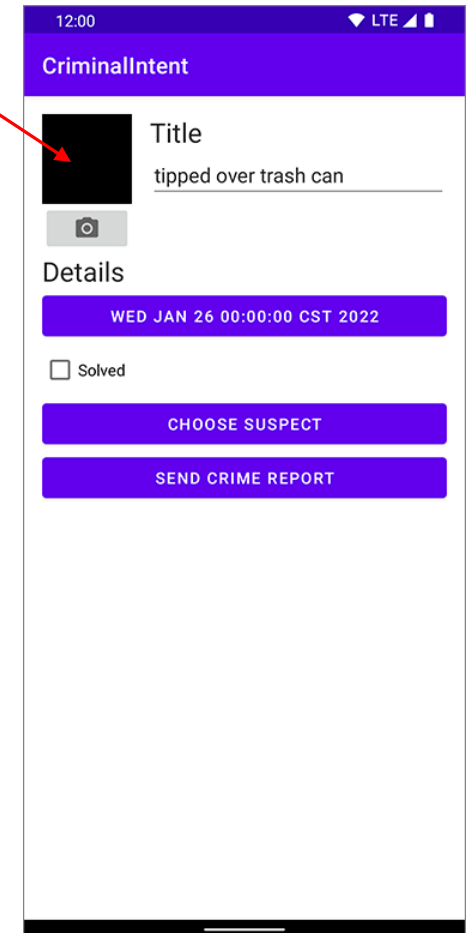 12:00 LTE
CriminalIntent
Title
tipped over trash can
Details
WED JAN 26 00:00:00 CST 2022
Solved
CHOOSE SUSPECT
SEND CRIME REPORT